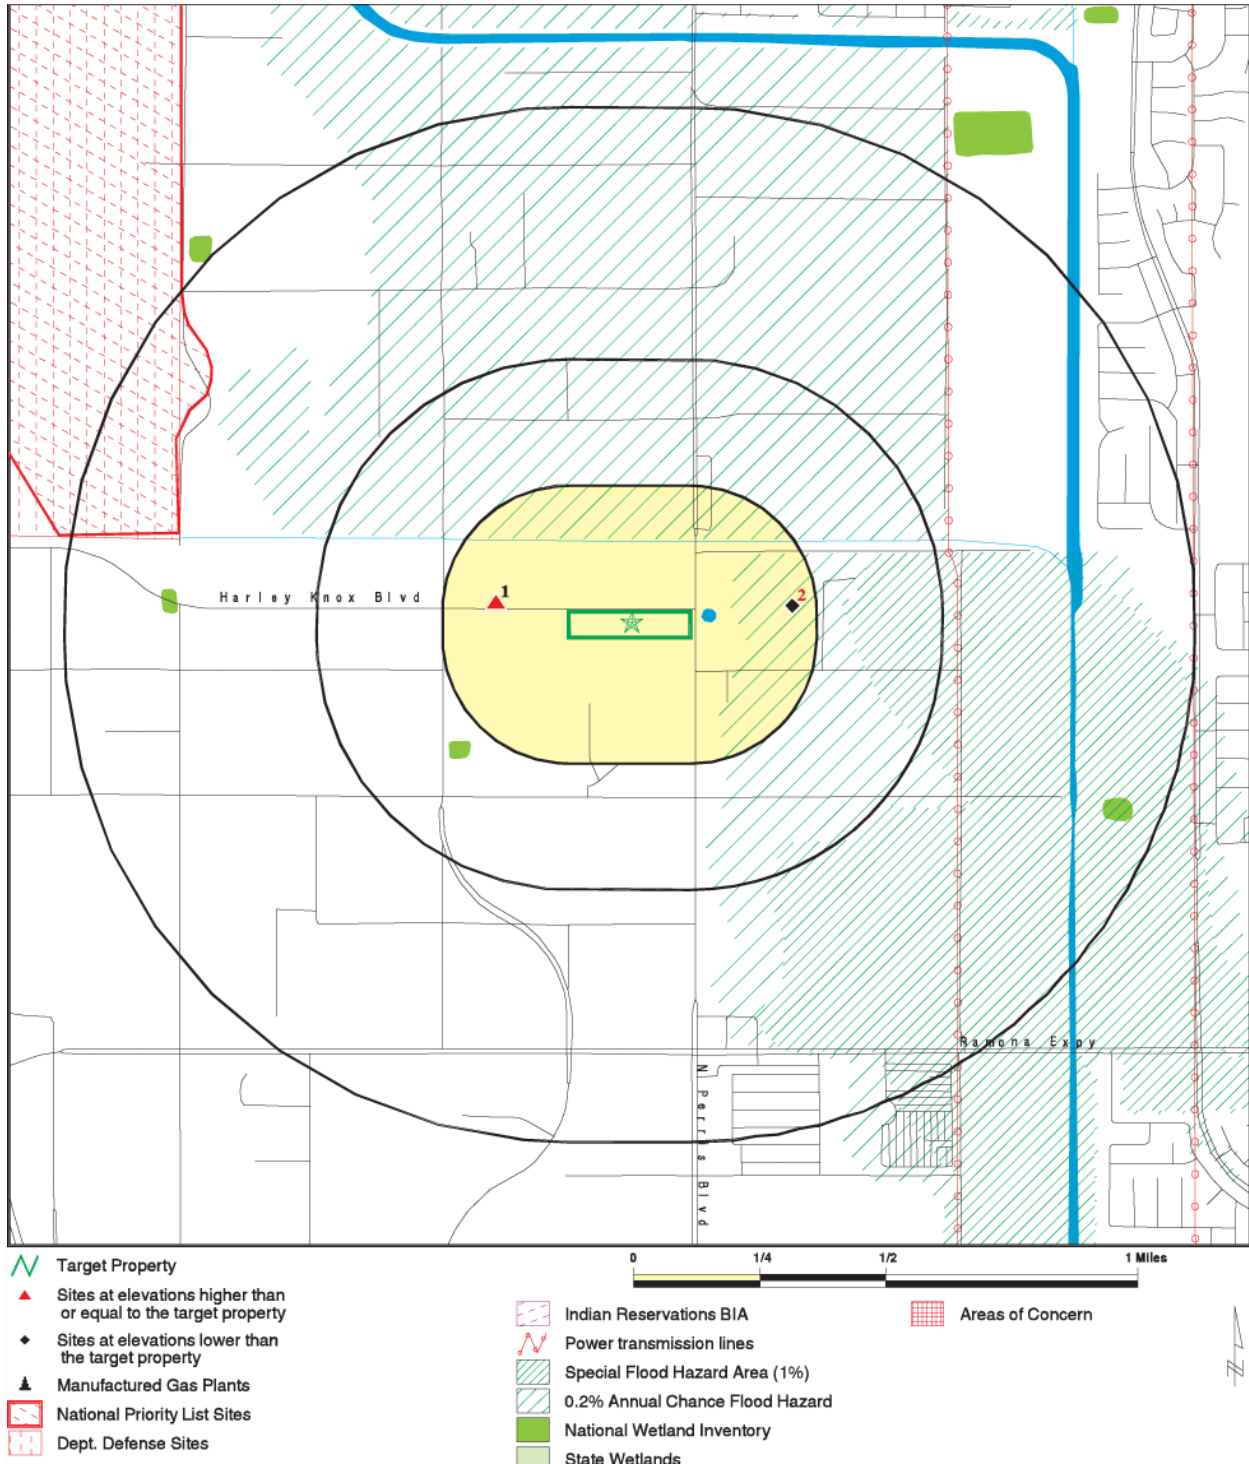 1
2
Harley Knox Blvd
Ramona Expy
N Perris Blvd
0 1/4 1/2 1 Miles
Target Property
Sites at elevations higher than
or equal to the target property
Sites at elevations lower than
the target property
Manufactured Gas Plants
National Priority List Sites
Dept. Defense Sites
Indian Reservations BIA
Power transmission lines
Special Flood Hazard Area (1%)
0.2% Annual Chance Flood Hazard
National Wetland Inventory
State Wetlands
Areas of Concern